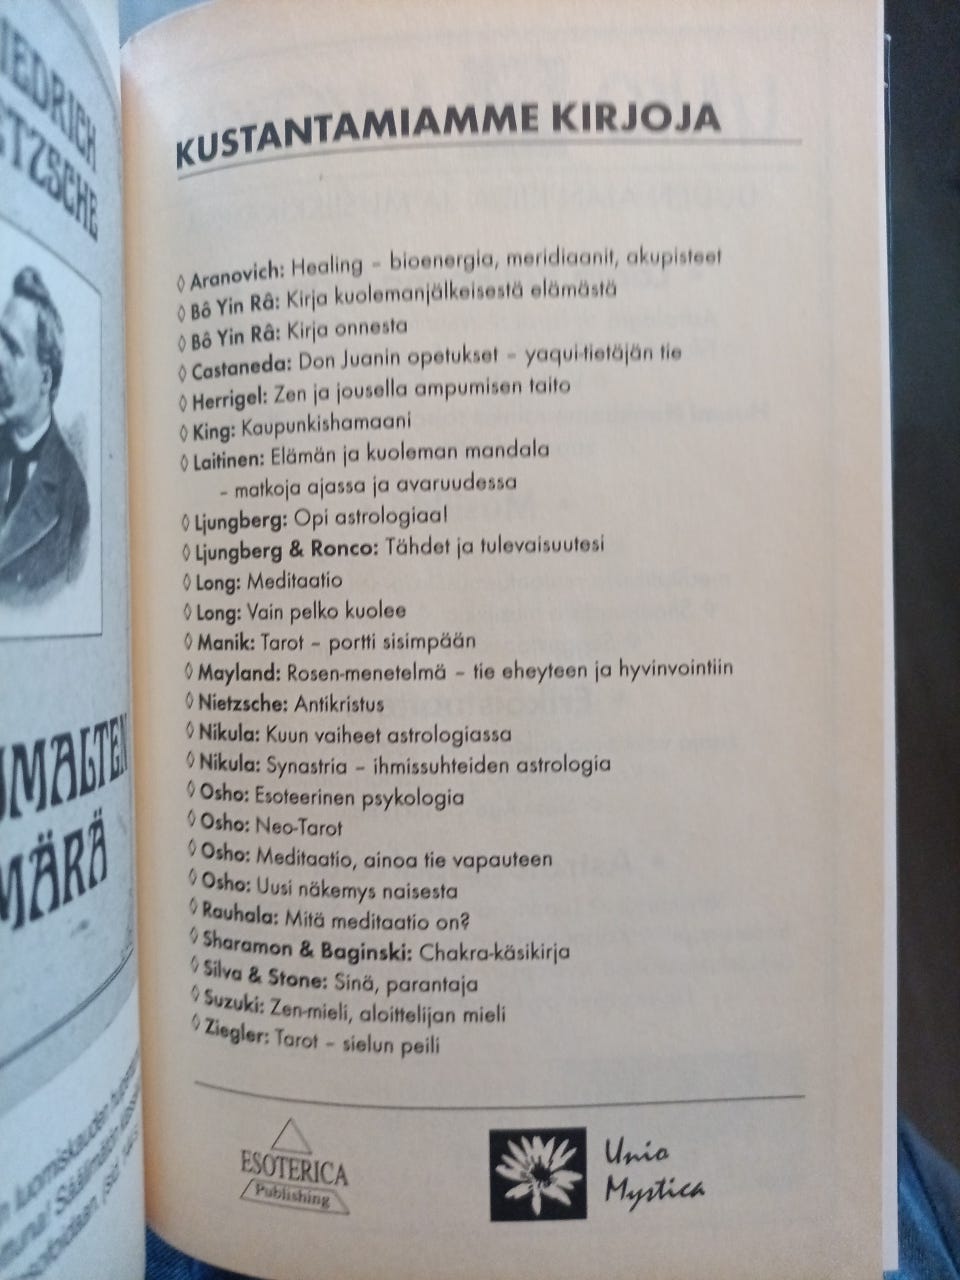 KUSTANTAMIAMME KIRJOJA
◊ Aranovich: Healing – bioenergia, meridiaanit, akupisteet
◊ Bô Yin Râ: Kirja kuolemanjälkeisestä elämästä
◊ Bô Yin Râ: Kirja onnesta
◊ Castaneda: Don Juanin opetukset – yaqui-tietäjän tie
◊ Herrigel: Zen ja jousella ampumisen taito
◊ King: Kaupunkishamaani
◊ Laitinen: Elämän ja kuoleman mandala
– matkoja ajassa ja avaruudessa
◊ Ljungberg: Opi astrologiaa!
◊ Ljungberg & Ronco: Tähdet ja tulevaisuutesi
◊ Long: Meditaatio
◊ Long: Vain pelko kuolee
◊ Manik: Tarot – portti sisimpään
◊ Mayland: Rosen-menetelmä – tie eheyteen ja hyvinvointiin
◊ Nietzsche: Antikristus
◊ Nikula: Kuun vaiheet astrologiassa
◊ Nikula: Synastria – ihmissuhteiden astrologia
◊ Osho: Esoteerinen psykologia
◊ Osho: Neo-Tarot
◊ Osho: Meditaatio, ainoa tie vapauteen
◊ Osho: Uusi näkemys naisesta
◊ Rauhala: Mitä meditaatio on?
◊ Sharamon & Baginski: Chakra-käsikirja
◊ Silva & Stone: Sinä, parantaja
◊ Suzuki: Zen-mieli, aloittelijan mieli
◊ Ziegler: Tarot – sielun peili
ESOTERICA
Publishing
Unio
Mystica
IEDRICH
ETZSCHE
UMALTEN
MÄRÄ
luomiskauden